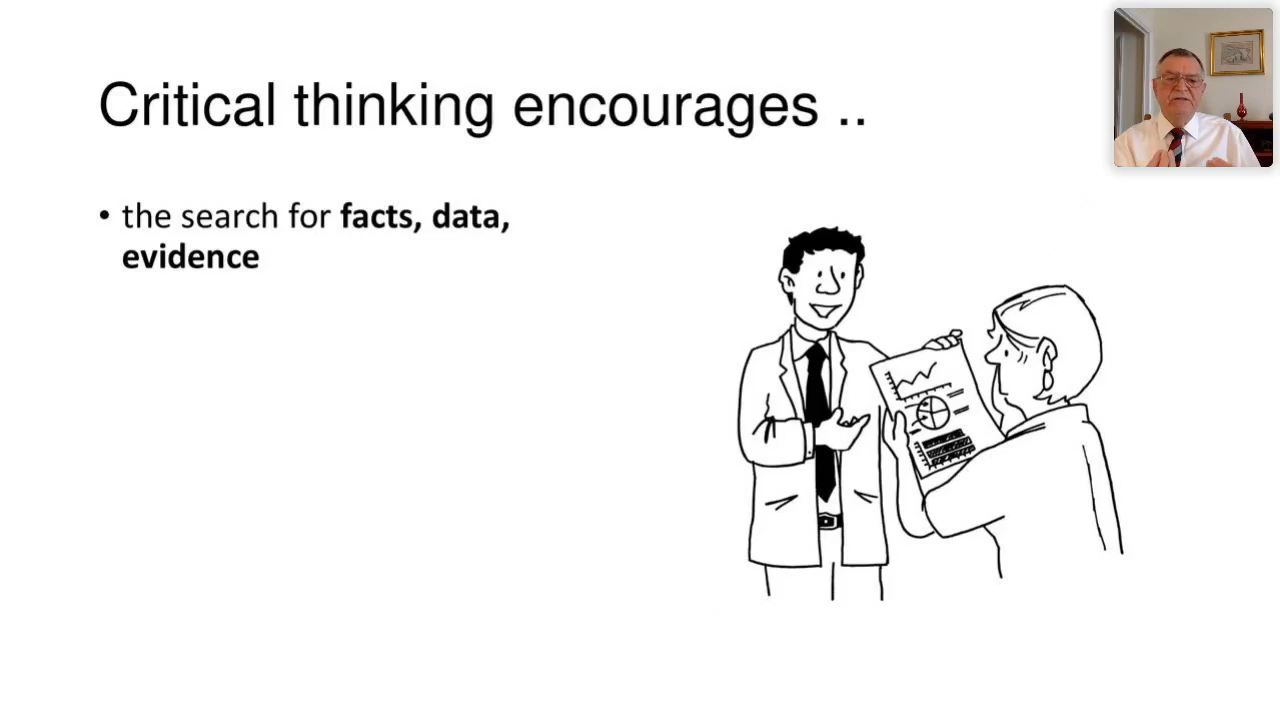 Critical thinking encourages ..
• the search for facts, data,
evidence